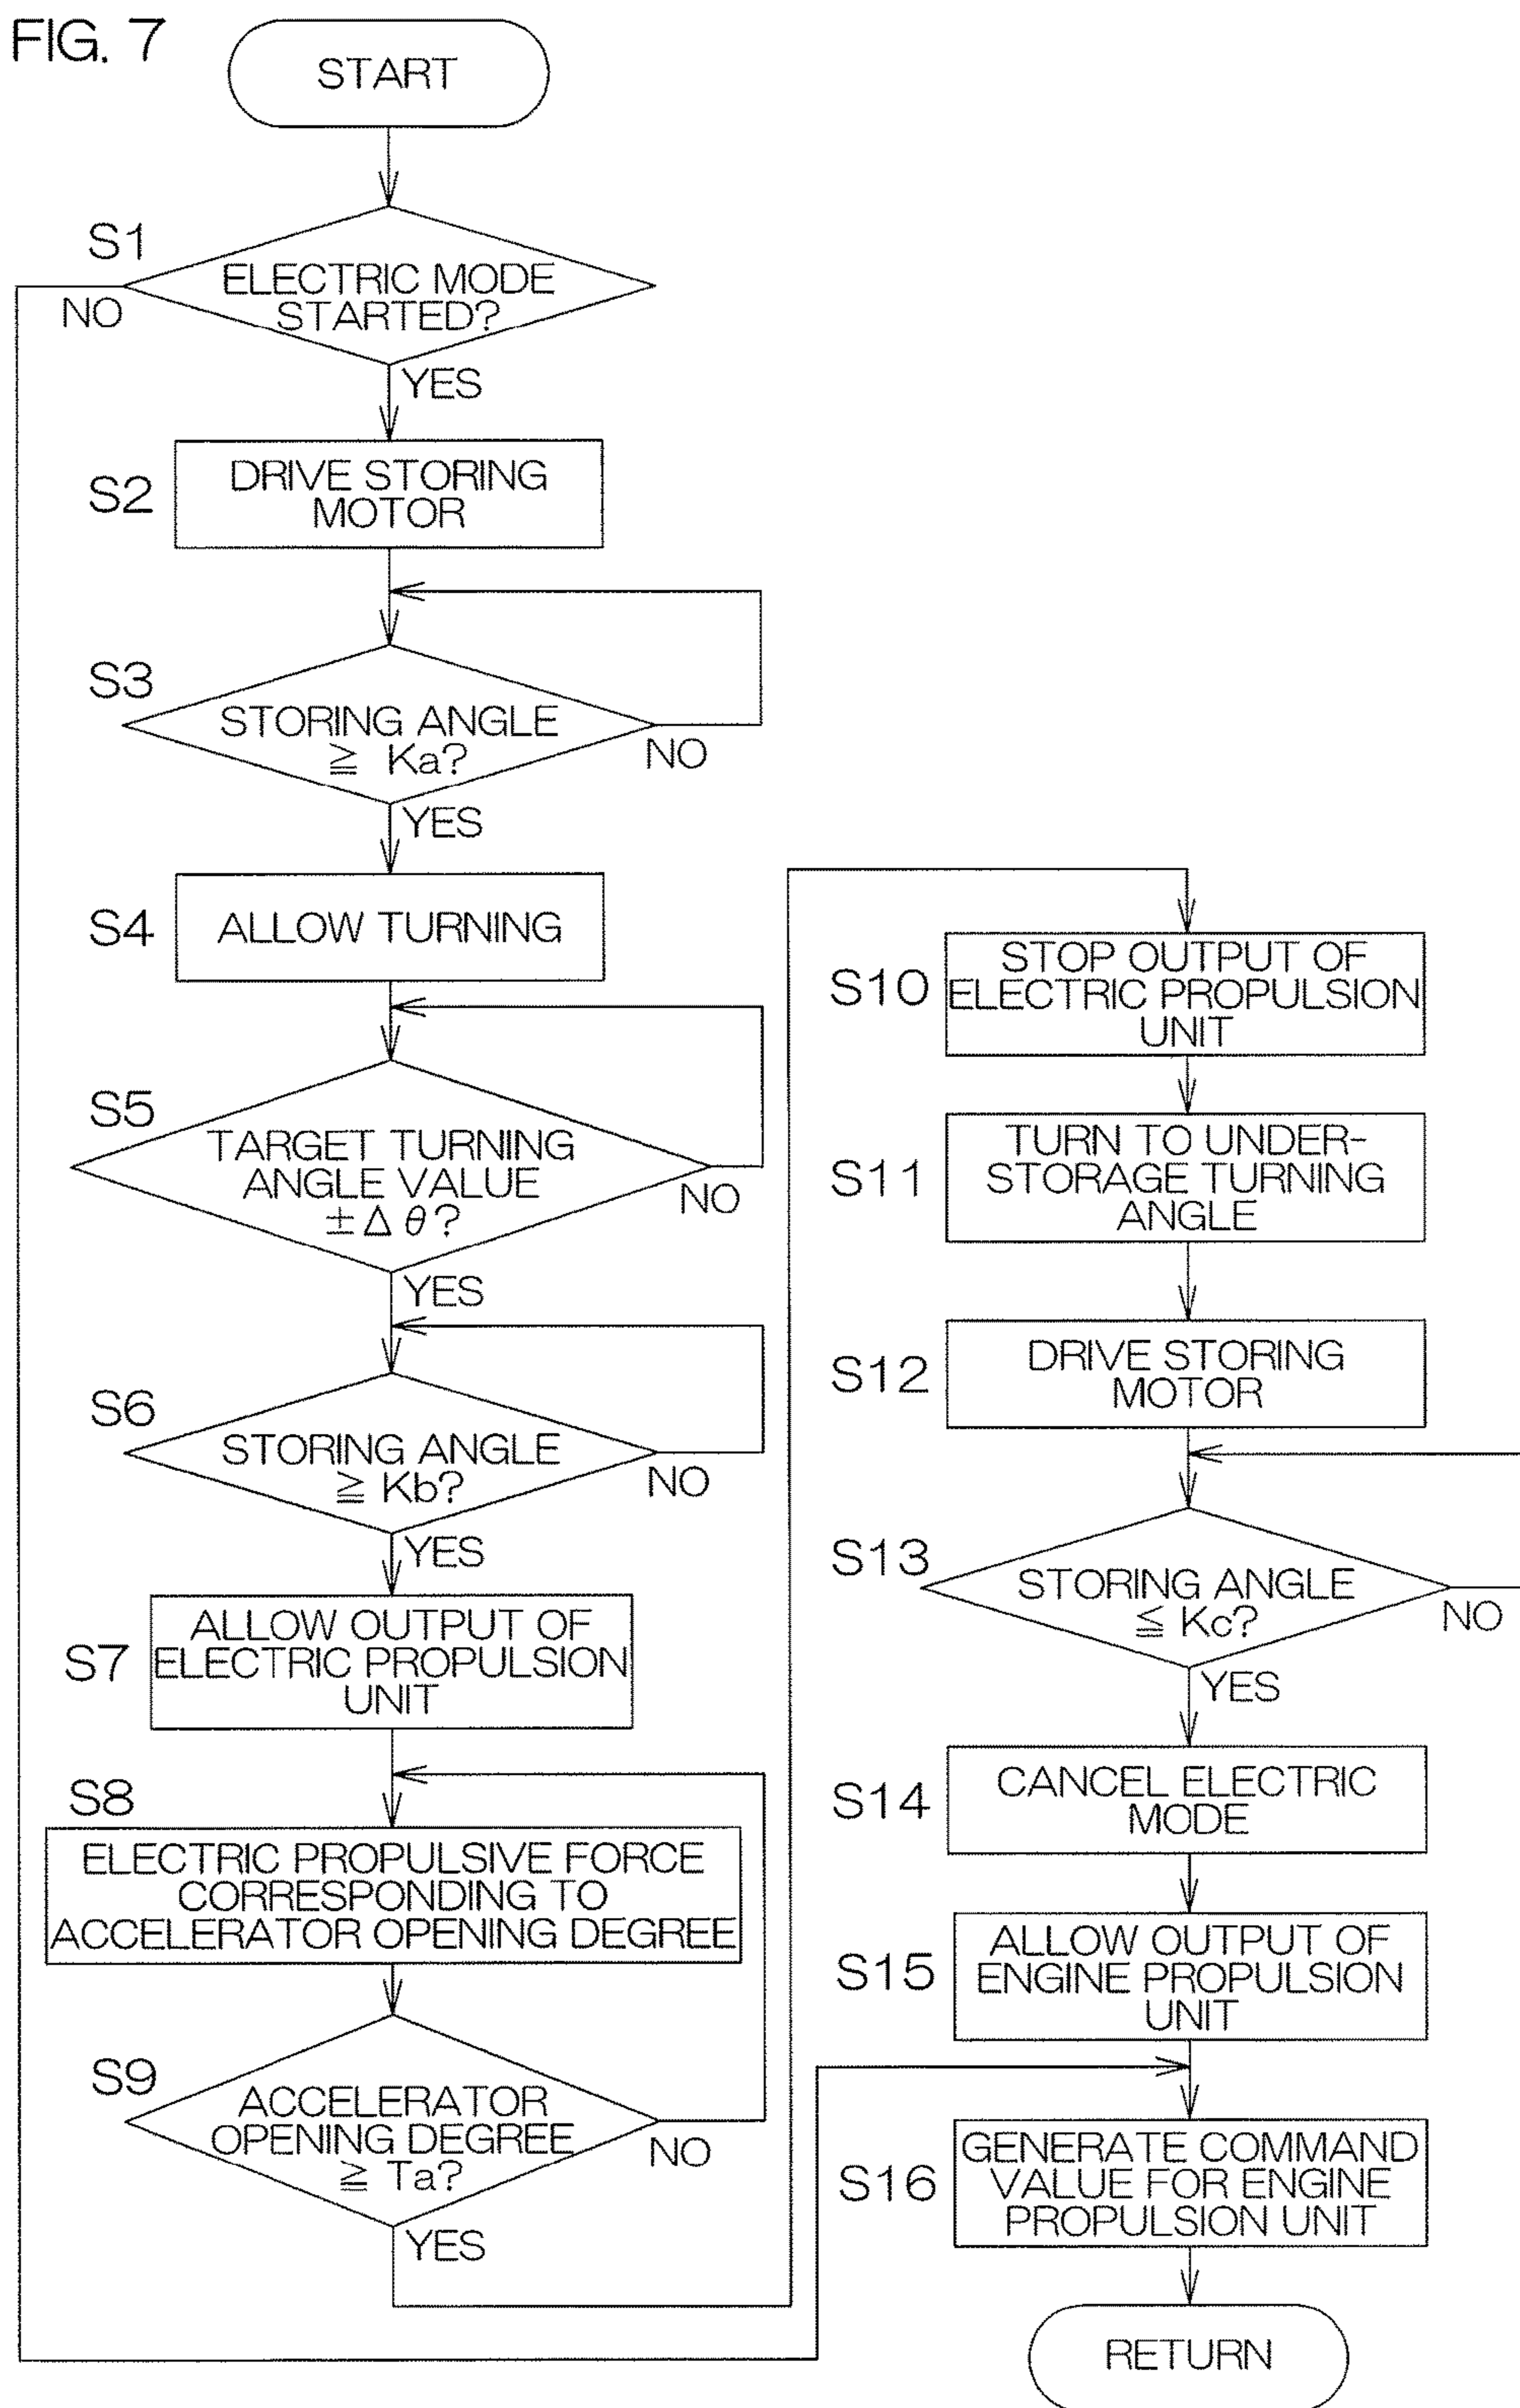 FIG. 7
START
S1
ELECTRIC MODE
STARTED?
NO
YES
S2
DRIVE STORING
MOTOR
S3
STORING ANGLE
≧ Ka?
NO
YES
S4
ALLOW TURNING
S5
TARGET TURNING
ANGLE VALUE
± Δ θ?
NO
YES
S6
STORING ANGLE
≧ Kb?
NO
YES
S7
ALLOW OUTPUT OF
ELECTRIC PROPULSION
UNIT
S8
ELECTRIC PROPULSIVE FORCE
CORRESPONDING TO
ACCELERATOR OPENING DEGREE
S9
ACCELERATOR
OPENING DEGREE
≧ Ta?
NO
YES
S10
STOP OUTPUT OF
ELECTRIC PROPULSION
UNIT
S11
TURN TO UNDER-
STORAGE TURNING
ANGLE
S12
DRIVE STORING
MOTOR
S13
STORING ANGLE
≦ Kc?
NO
YES
S14
CANCEL ELECTRIC
MODE
S15
ALLOW OUTPUT OF
ENGINE PROPULSION
UNIT
S16
GENERATE COMMAND
VALUE FOR ENGINE
PROPULSION UNIT
RETURN